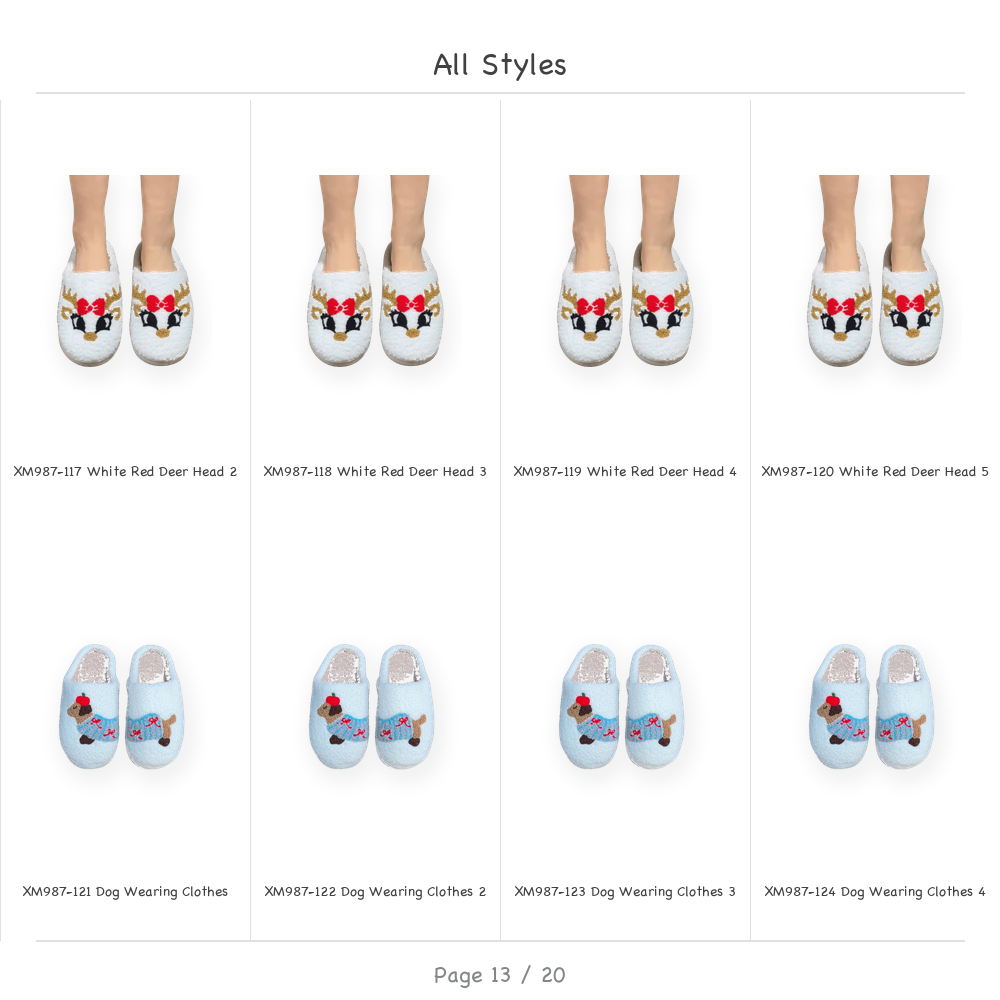 All Styles
XM987-117 White Red Deer Head 2
XM987-118 White Red Deer Head 3
XM987-119 White Red Deer Head 4
XM987-120 White Red Deer Head 5
XM987-121 Dog Wearing Clothes
XM987-122 Dog Wearing Clothes 2
XM987-123 Dog Wearing Clothes 3
XM987-124 Dog Wearing Clothes 4
Page 13 / 20